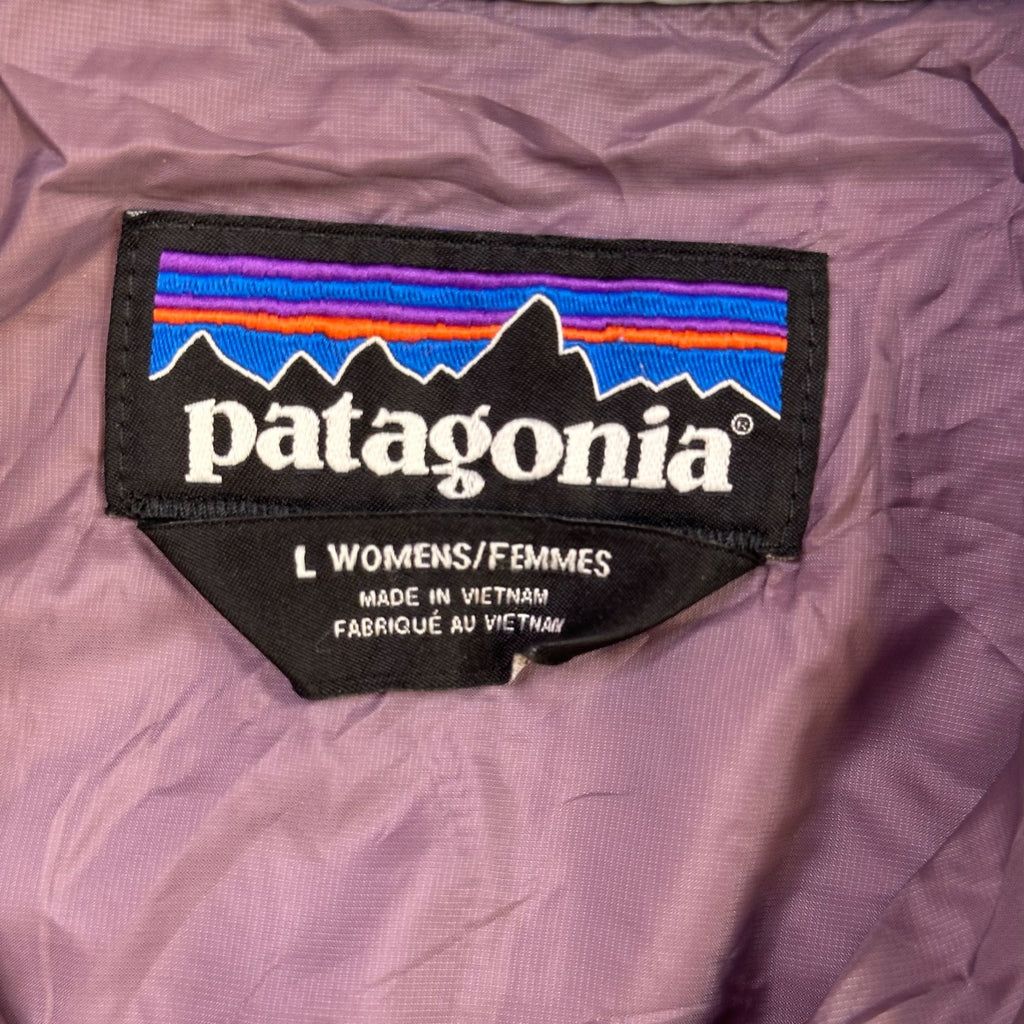 patagonia®
L WOMENS/FEMMES
MADE IN VIETNAM
FABRIQUÉ AU VIETNAM